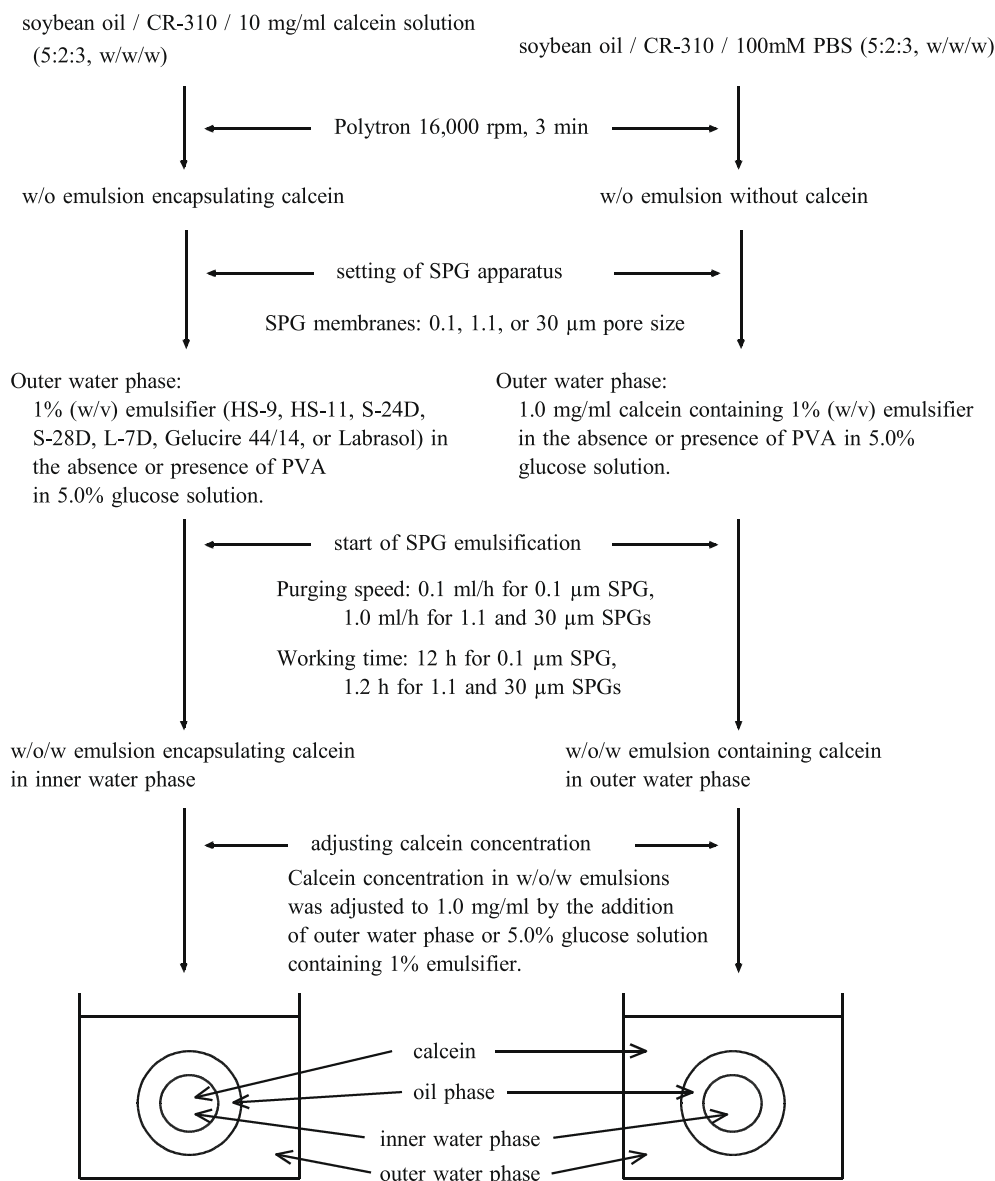 soybean oil / CR-310 / 10 mg/ml calcein solution
(5:2:3, w/w/w)
soybean oil / CR-310 / 100mM PBS (5:2:3, w/w/w)
Polytron 16,000 rpm, 3 min
w/o emulsion encapsulating calcein
w/o emulsion without calcein
setting of SPG apparatus
SPG membranes: 0.1, 1.1, or 30 µm pore size
Outer water phase:
1% (w/v) emulsifier (HS-9, HS-11, S-24D,
S-28D, L-7D, Gelucire 44/14, or Labrasol) in
the absence or presence of PVA
in 5.0% glucose solution.
Outer water phase:
1.0 mg/ml calcein containing 1% (w/v) emulsifier
in the absence or presence of PVA in 5.0%
glucose solution.
start of SPG emulsification
Purging speed: 0.1 ml/h for 0.1 µm SPG,
1.0 ml/h for 1.1 and 30 µm SPGs
Working time: 12 h for 0.1 µm SPG,
1.2 h for 1.1 and 30 µm SPGs
w/o/w emulsion encapsulating calcein
in inner water phase
w/o/w emulsion containing calcein
in outer water phase
adjusting calcein concentration
Calcein concentration in w/o/w emulsions
was adjusted to 1.0 mg/ml by the addition
of outer water phase or 5.0% glucose solution
containing 1% emulsifier.
calcein
oil phase
inner water phase
outer water phase